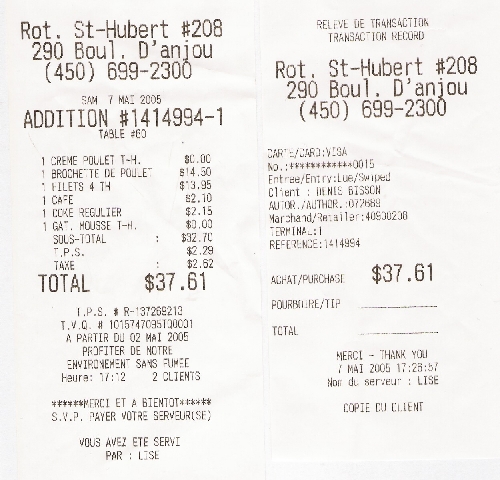 Rot. St-Hubert #208
290 Boul. D'anjou
(450) 699-2300
SAM 7 MAI 2005
ADDITION #1414994-1
TABLE #60
1 CREME POULET T-H. $0.00
1 BROCHETTE DE POULET $14.50
1 FILETS 4 TH $13.95
1 CAFE $2.10
1 COKE REGULIER $2.15
1 GAT. MOUSSE T-H. $0.00
SOUS-TOTAL : $32.70
T.P.S. : $2.29
TAXE : $2.62
TOTAL $37.61
T.P.S. # R-137269213
T.V.Q. # 1015747095TQ0001
A PARTIR DU 02 MAI 2005
PROFITER DE NOTRE
ENVIRONEMENT SANS FUMEE
Heure: 17:12 2 CLIENTS
******MERCI ET A BIENTOT******
S.V.P. PAYER VOTRE SERVEUR(SE)
VOUS AVEZ ETE SERVI
PAR : LISE
RELEVE DE TRANSACTION
TRANSACTION RECORD
Rot. St-Hubert #208
290 Boul. D'anjou
(450) 699-2300
CARTE/CARD:VISA
No.:************0015
Entree/Entry:Lue/Swiped
Client : DENIS BISSON
AUTOR./AUTHOR.:072669
Marchand/Retailer:40930208
TERMINAL:1
REFERENCE:1414994
ACHAT/PURCHASE $37.61
POURBOIRE/TIP
TOTAL
MERCI - THANK YOU
7 MAI 2005 17:26:57
Nom du serveur : LISE
COPIE DU CLIENT